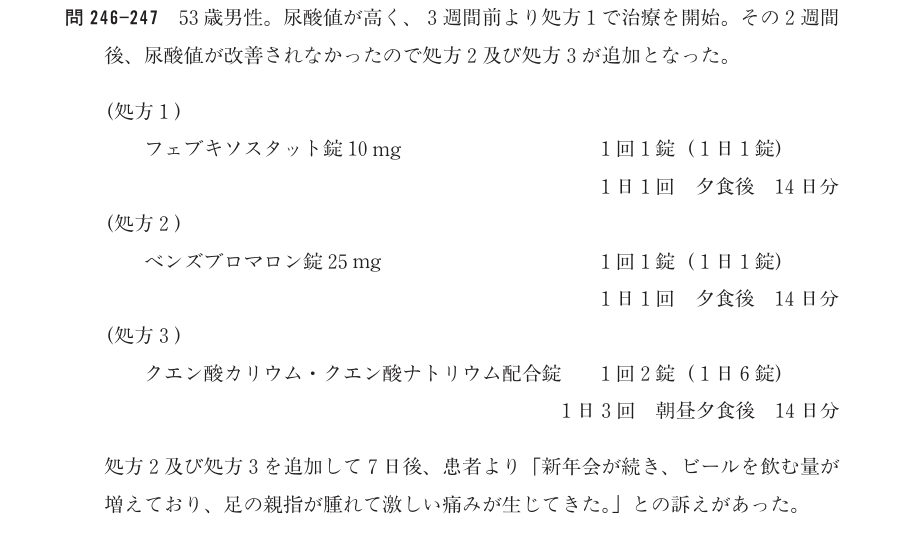 問 246−247　53 歳男性。尿酸値が高く、3 週間前より処方 1 で治療を開始。その 2 週間
後、尿酸値が改善されなかったので処方 2 及び処方 3 が追加となった。
(処方 1)
フェブキソスタット錠 10 mg　1 回 1 錠（1 日 1 錠）
1 日 1 回　夕食後　14 日分
(処方 2)
ベンズブロマロン錠 25 mg　1 回 1 錠（1 日 1 錠）
1 日 1 回　夕食後　14 日分
(処方 3)
クエン酸カリウム・クエン酸ナトリウム配合錠　1 回 2 錠（1 日 6 錠）
1 日 3 回　朝昼夕食後　14 日分
処方 2 及び処方 3 を追加して 7 日後、患者より「新年会が続き、ビールを飲む量が
増えており、足の親指が腫れて激しい痛みが生じてきた。」との訴えがあった。